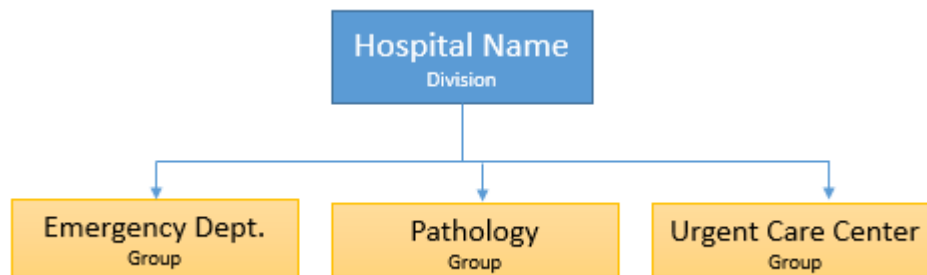 Hospital Name
Division
Emergency Dept.
Group
Pathology
Group
Urgent Care Center
Group